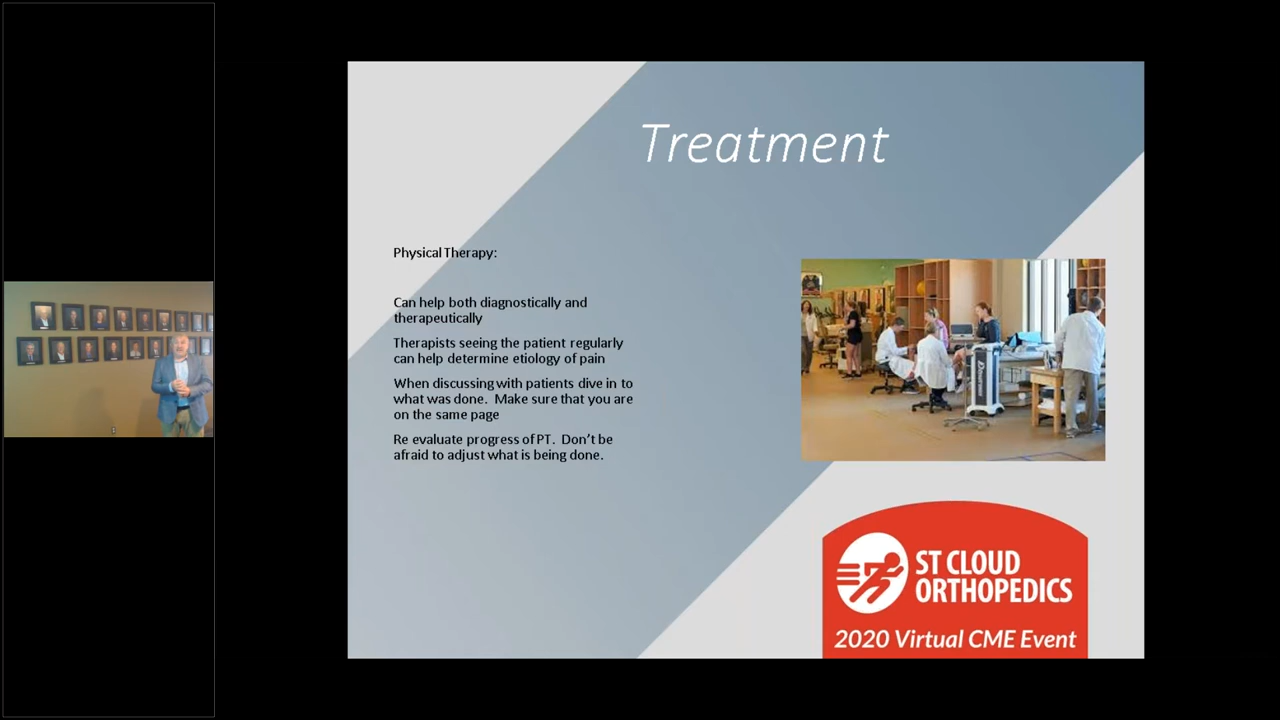 Treatment
Physical Therapy:
Can help both diagnostically and
therapeutically
Therapists seeing the patient regularly
can help determine etiology of pain
When discussing with patients dive in to
what was done.  Make sure that you are
on the same page
Re evaluate progress of PT.  Don’t be
afraid to adjust what is being done.
ST CLOUD
ORTHOPEDICS
2020 Virtual CME Event